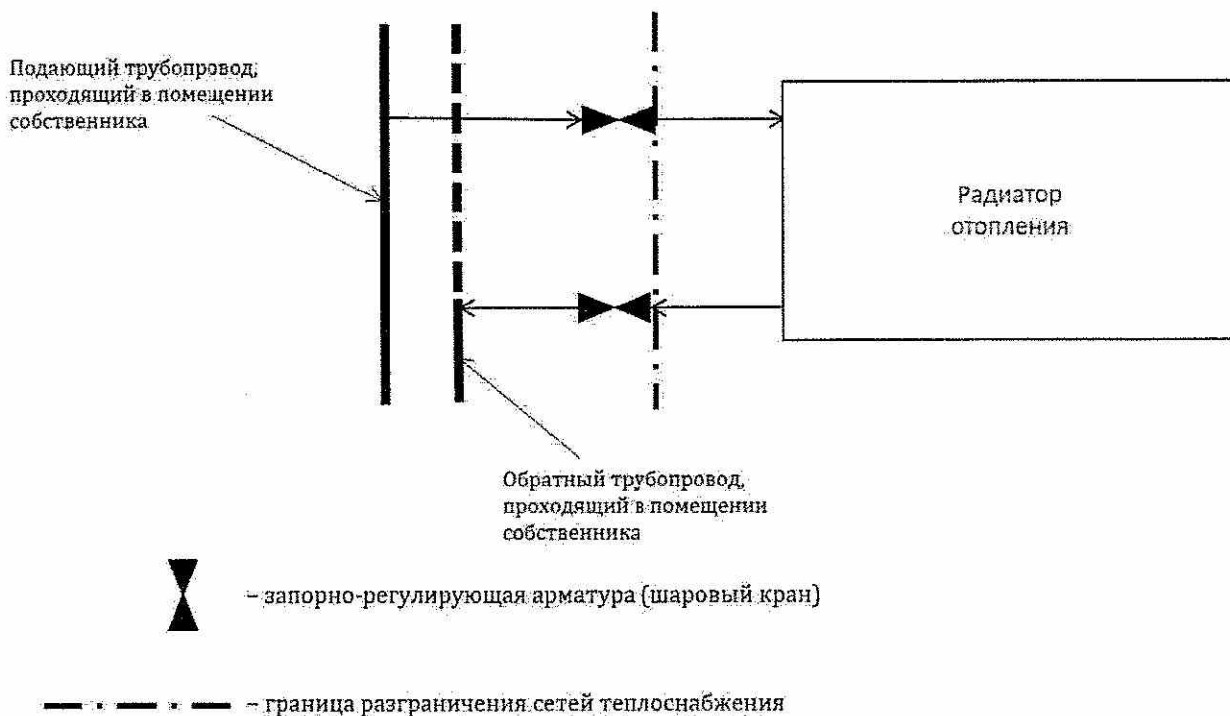 Подающий трубопровод,
проходящий в помещении
собственника
Радиатор
отопления
Обратный трубопровод,
проходящий в помещении
собственника
– запорно-регулирующая арматура (шаровый кран)
– граница разграничения сетей теплоснабжения